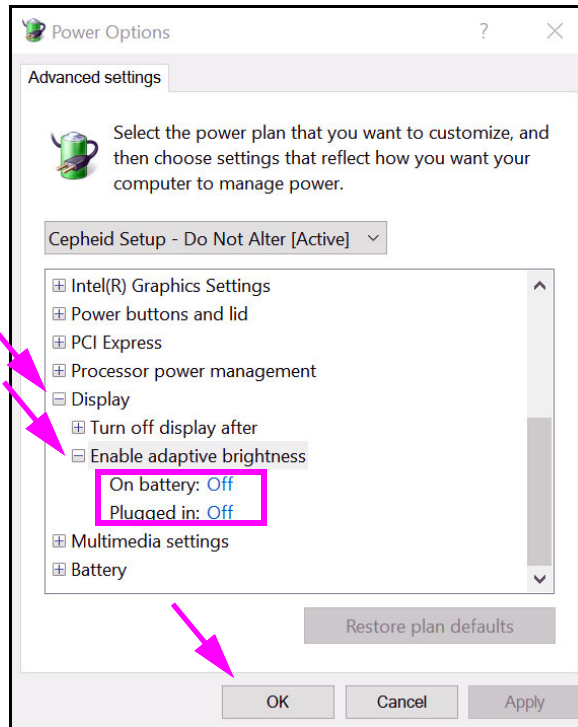 Power Options
?
Advanced settings
Select the power plan that you want to customize, and
then choose settings that reflect how you want your
computer to manage power.
Cepheid Setup - Do Not Alter [Active]
Intel(R) Graphics Settings
Power buttons and lid
PCI Express
Processor power management
Display
Turn off display after
Enable adaptive brightness
On battery: Off
Plugged in: Off
Multimedia settings
Battery
Restore plan defaults
OK Cancel Apply